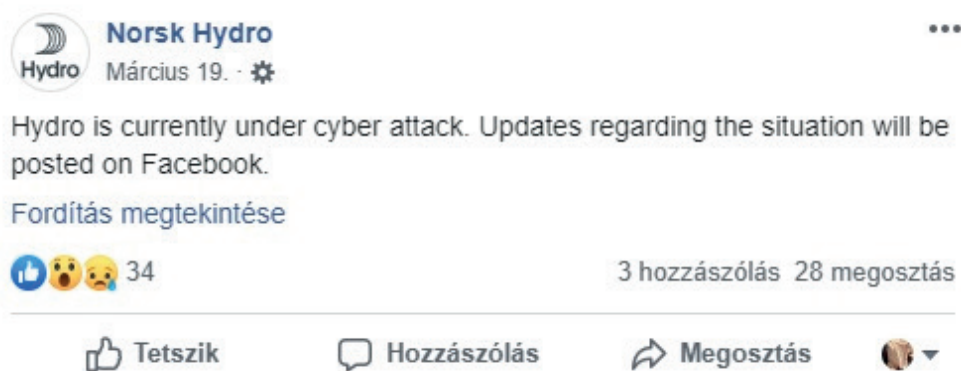 Norsk Hydro
Hydro
Március 19. ·
Hydro is currently under cyber attack. Updates regarding the situation will be
posted on Facebook.
Fordítás megtekintése
34
3 hozzászólás 28 megosztás
Tetszik Hozzászólás Megosztás